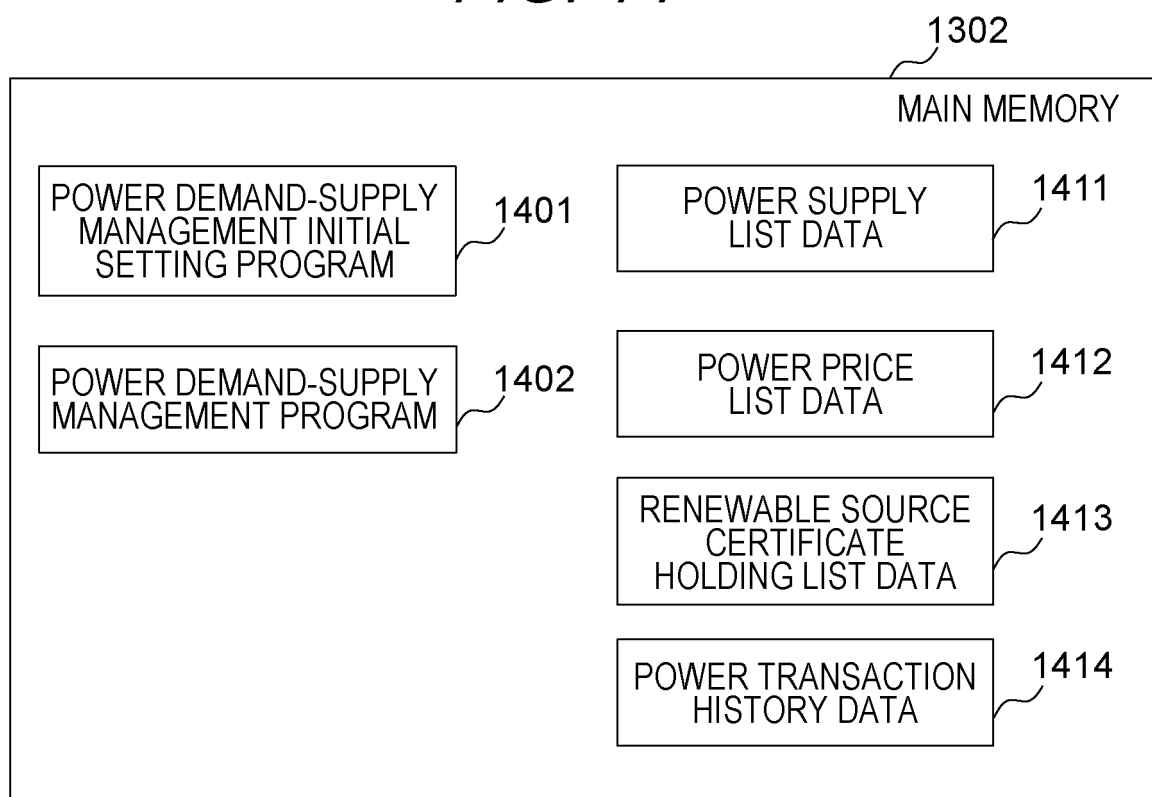 1302
MAIN MEMORY
POWER DEMAND-SUPPLY
MANAGEMENT INITIAL
SETTING PROGRAM
1401
POWER DEMAND-SUPPLY
MANAGEMENT PROGRAM
1402
POWER SUPPLY
LIST DATA
1411
POWER PRICE
LIST DATA
1412
RENEWABLE SOURCE
CERTIFICATE
HOLDING LIST DATA
1413
POWER TRANSACTION
HISTORY DATA
1414